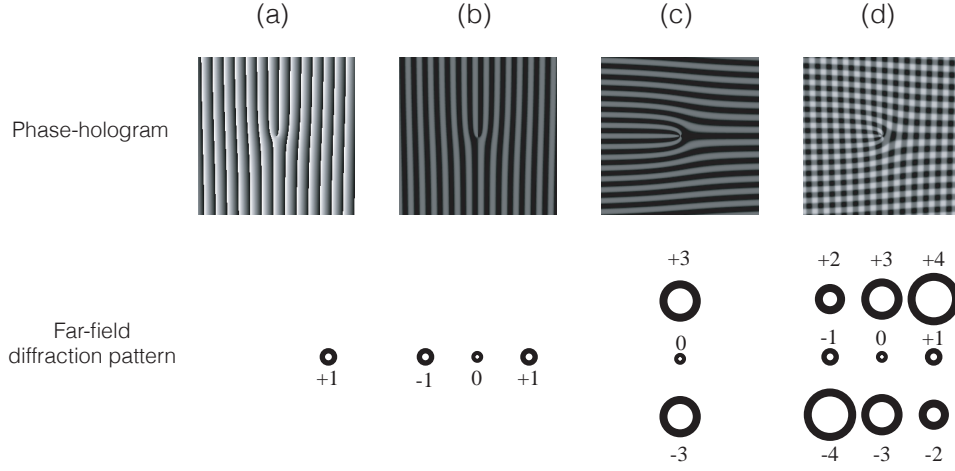 (a) (b) (c) (d)
Phase-hologram
+3 +2 +3 +4
Far-field
diffraction pattern
0 -1 0 +1
+1 -1 0 +1
-3 -4 -3 -2